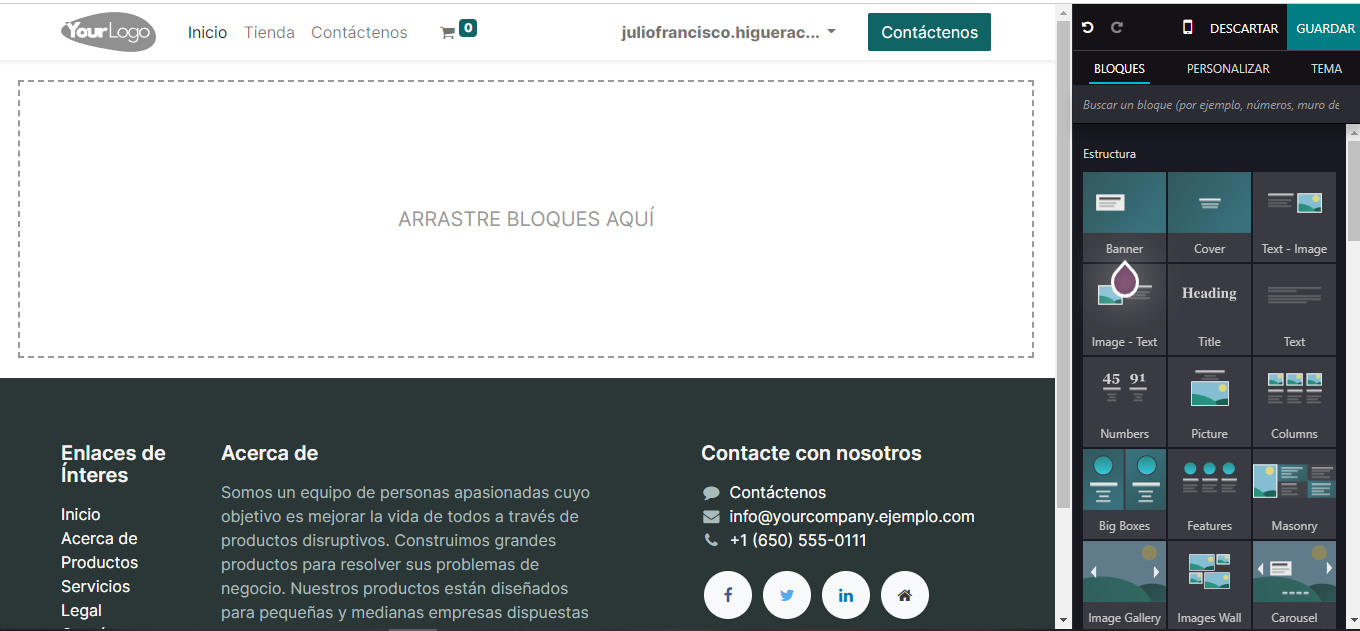 YourLogo
Inicio Tienda Contáctenos 0 juliofrancisco.higuerac... Contáctenos
DESCARTAR GUARDAR
BLOQUES PERSONALIZAR TEMA
Buscar un bloque (por ejemplo, números, muro de
ARRASTRE BLOQUES AQUÍ
Estructura
Banner Cover Text - Image
Heading
Image - Text Title Text
45 91
Numbers Picture Columns
Big Boxes Features Masonry
Image Gallery Images Wall Carousel
Enlaces de
Ínteres
Inicio
Acerca de
Productos
Servicios
Legal
Acerca de
Somos un equipo de personas apasionadas cuyo
objetivo es mejorar la vida de todos a través de
productos disruptivos. Construimos grandes
productos para resolver sus problemas de
negocio. Nuestros productos están diseñados
para pequeñas y medianas empresas dispuestas
Contacte con nosotros
Contáctenos
info@yourcompany.ejemplo.com
+1 (650) 555-0111